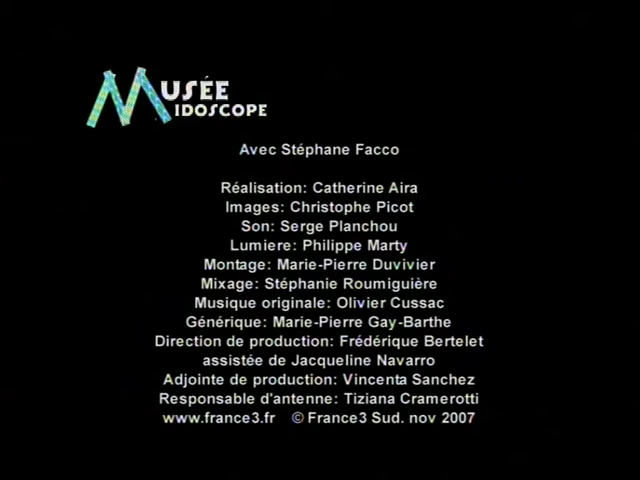 MUSÉE
MIDOSCOPE
Avec Stéphane Facco
Réalisation: Catherine Aira
Images: Christophe Picot
Son: Serge Planchou
Lumiere: Philippe Marty
Montage: Marie-Pierre Duvivier
Mixage: Stéphanie Roumiguière
Musique originale: Olivier Cussac
Générique: Marie-Pierre Gay-Barthe
Direction de production: Frédérique Bertelet
assistée de Jacqueline Navarro
Adjointe de production: Vincenta Sanchez
Responsable d'antenne: Tiziana Cramerotti
www.france3.fr © France3 Sud. nov 2007